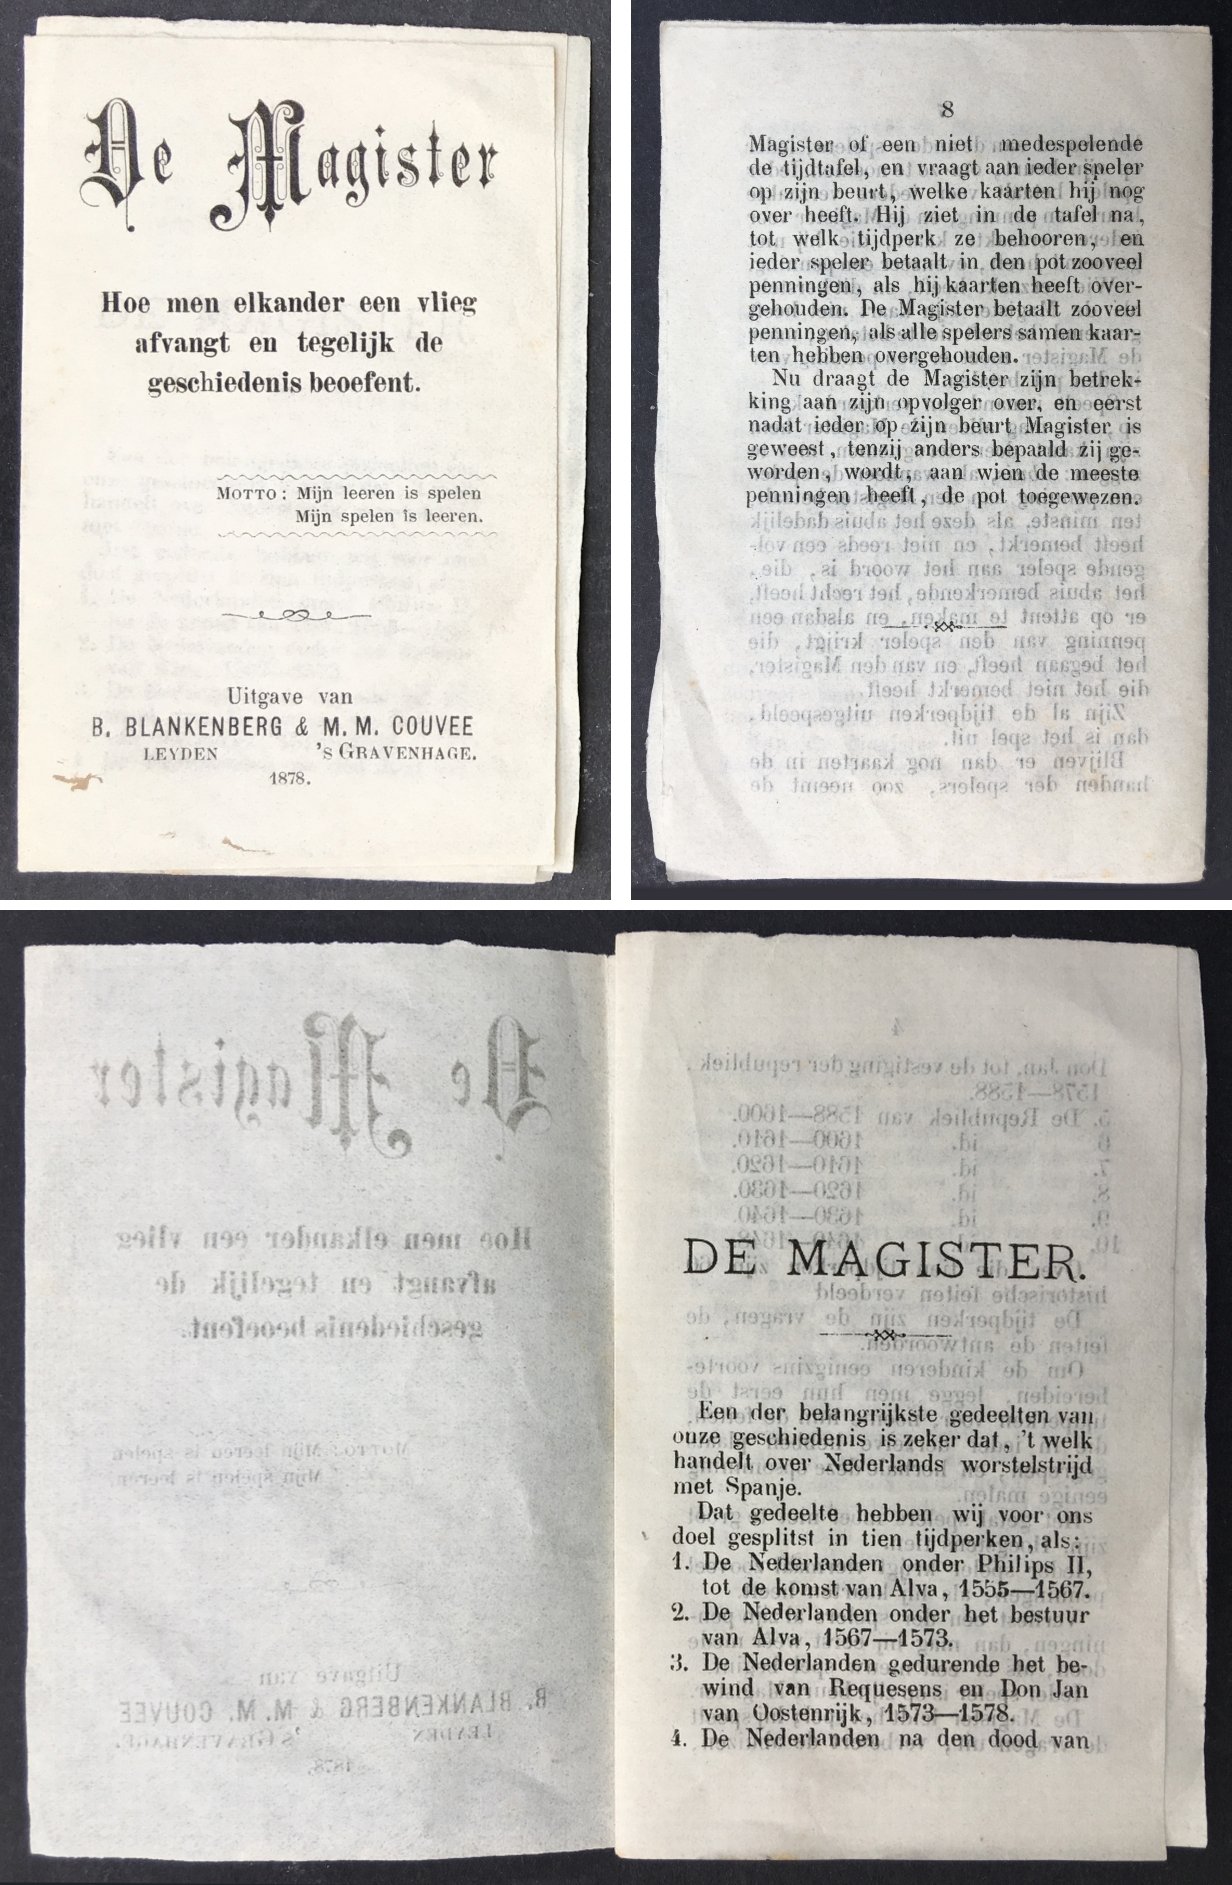 De Magister
Hoe men elkander een vlieg
afvangt en tegelijk de
geschiedenis beoefent.
MOTTO: Mijn leeren is spelen
Mijn spelen is leeren.
Uitgave van
B. BLANKENBERG & M. M. COUVEE
LEYDEN 'S GRAVENHAGE.
1878.
8
Magister of een niet medespelende
de tijdtafel, en vraagt aan ieder speler
op zijn beurt, welke kaarten hij nog
over heeft. Hij ziet in de tafel na,
tot welk tijdperk ze behooren, en
ieder speler betaalt in den pot zooveel
penningen, als hij kaarten heeft over-
gehouden. De Magister betaalt zooveel
penningen, als alle spelers samen kaar-
ten hebben overgehouden.
Nu draagt de Magister zijn betrek-
king aan zijn opvolger over, en eerst
nadat ieder op zijn beurt Magister is
geweest, tenzij anders bepaald zij ge-
worden, wordt, aan wien de meeste
penningen heeft, de pot toegewezen.
DE MAGISTER.
Een der belangrijkste gedeelten van
onze geschiedenis is zeker dat, 't welk
handelt over Nederlands worstelstrijd
met Spanje.
Dat gedeelte hebben wij voor ons
doel gesplitst in tien tijdperken, als:
1. De Nederlanden onder Philips II,
tot de komst van Alva, 1555—1567.
2. De Nederlanden onder het bestuur
van Alva, 1567—1573.
3. De Nederlanden gedurende het be-
wind van Requesens en Don Jan
van Oostenrijk, 1573—1578.
4. De Nederlanden na den dood van